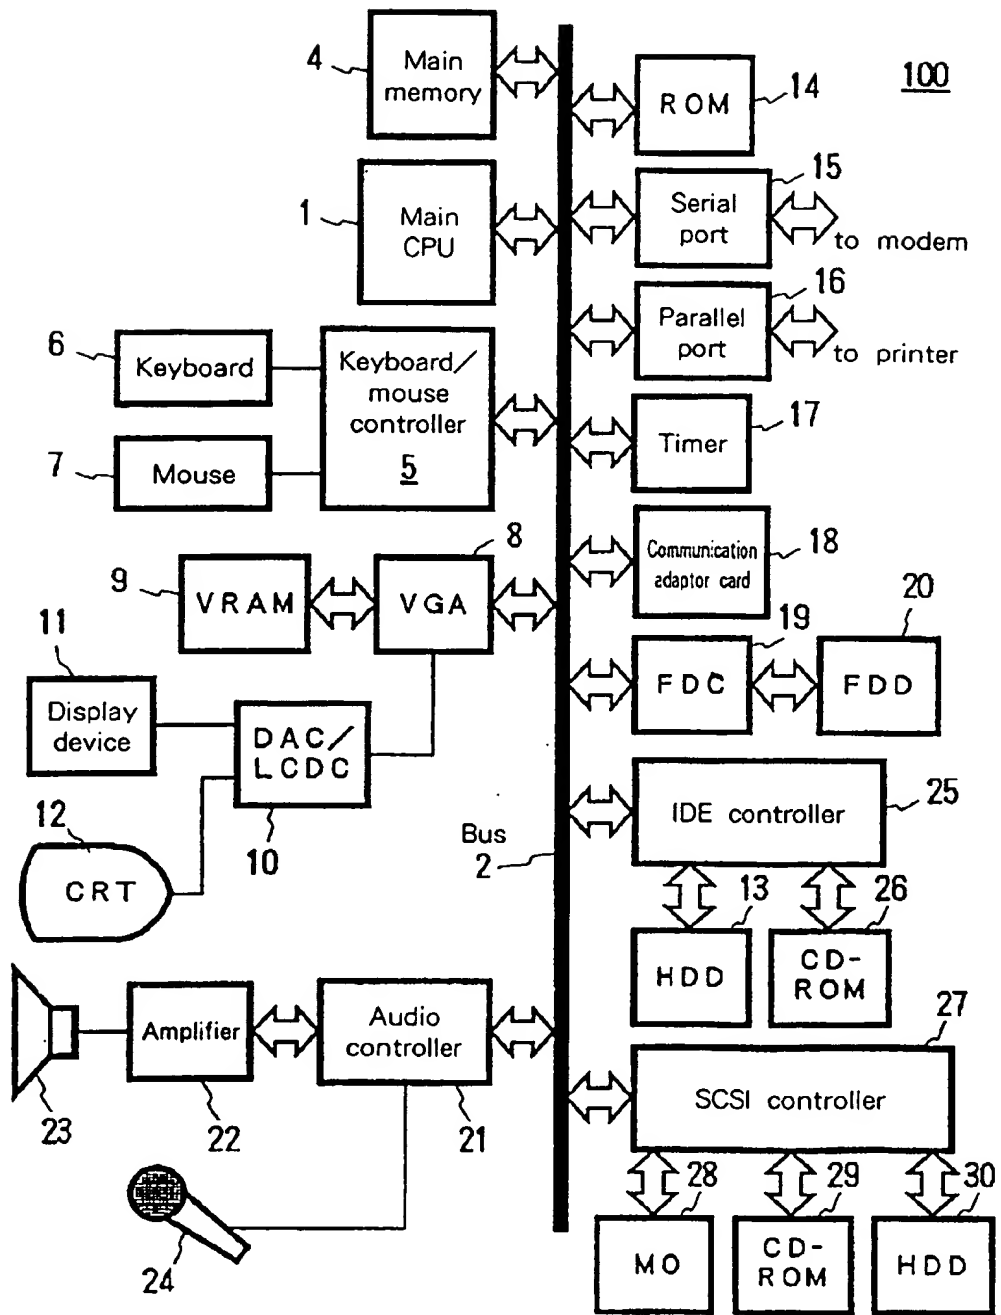 4
Main
memory
14
ROM
100
1
Main
CPU
15
Serial
port
to modem
16
Parallel
port
to printer
6
Keyboard
7
Mouse
Keyboard/
mouse
controller
5
17
Timer
18
Communication
adaptor card
9
VRAM
8
VGA
19
FDC
20
FDD
11
Display
device
DAC/
LCDC
10
12
CRT
Bus
2
25
IDE controller
13
HDD
26
CD-
ROM
23
Amplifier
22
Audio
controller
21
24
27
SCSI controller
28
MO
29
CD-
ROM
30
HDD